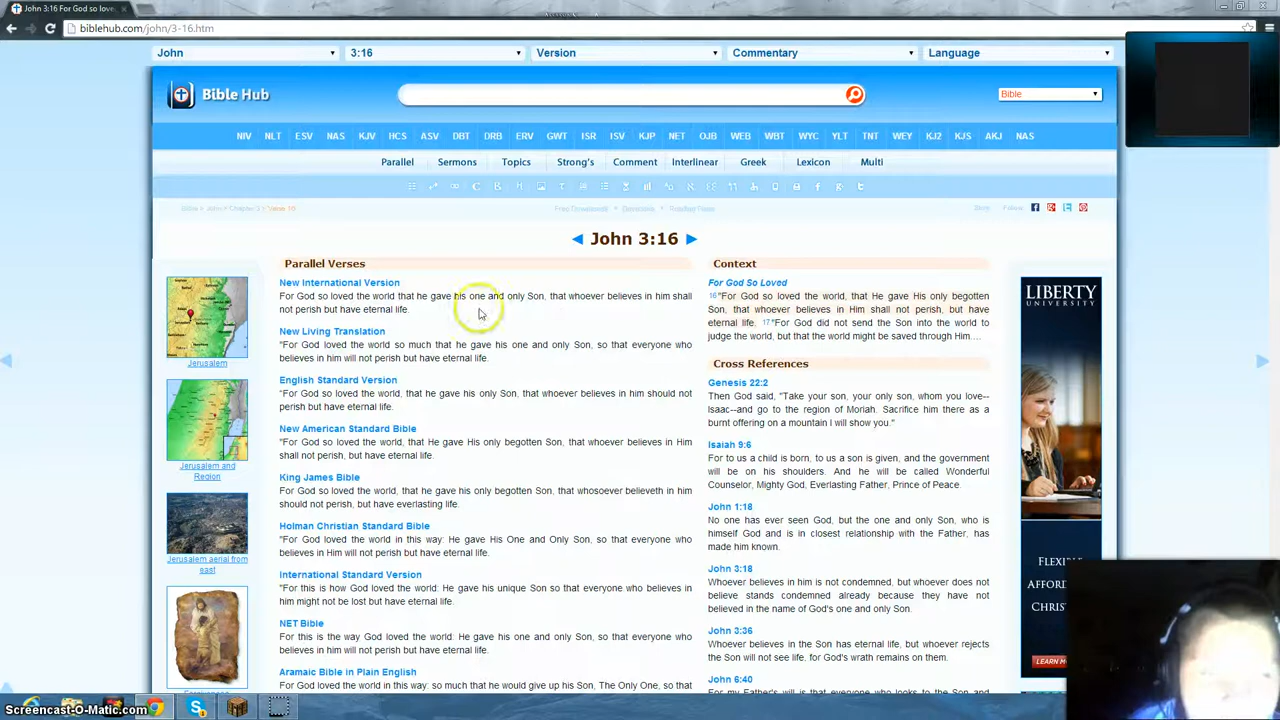 John 3:16 For God so love
biblehub.com/john/3-16.htm
John 3:16 Version Commentary Language
Bible Hub
Bible
NIV NLT ESV NAS KJV HCS ASV DBT DRB ERV GWT ISR ISV KJP NET OJB WEB WBT WYC YLT TNT WEY KJ2 KJS AKJ NAS
Parallel Sermons Topics Strong's Comment Interlinear Greek Lexicon Multi
John 3:16
Parallel Verses
New International Version
For God so loved the world that he gave his one and only Son, that whoever believes in him shall
not perish but have eternal life.
New Living Translation
"For God loved the world so much that he gave his one and only Son, so that everyone who
believes in him will not perish but have eternal life.
English Standard Version
"For God so loved the world, that he gave his only Son, that whoever believes in him should not
perish but have eternal life.
New American Standard Bible
"For God so loved the world, that He gave His only begotten Son, that whoever believes in Him
shall not perish, but have eternal life.
King James Bible
For God so loved the world, that he gave his only begotten Son, that whosoever believeth in him
should not perish, but have everlasting life.
Holman Christian Standard Bible
"For God loved the world in this way: He gave His One and Only Son, so that everyone who
believes in Him will not perish but have eternal life.
International Standard Version
"For this is how God loved the world: He gave his unique Son so that everyone who believes in
him might not be lost but have eternal life.
NET Bible
For this is the way God loved the world: He gave his one and only Son, so that everyone who
believes in him will not perish but have eternal life.
Aramaic Bible in Plain English
For God loved the world in this way: so much that he would give up his Son, The Only One, so that
Context
For God So Loved
16"For God so loved the world, that He gave His only begotten
Son, that whoever believes in Him shall not perish, but have
eternal life. 17"For God did not send the Son into the world to
judge the world, but that the world might be saved through Him....
Cross References
Genesis 22:2
Then God said, "Take your son, your only son, whom you love--
Isaac--and go to the region of Moriah. Sacrifice him there as a
burnt offering on a mountain I will show you."
Isaiah 9:6
For to us a child is born, to us a son is given, and the government
will be on his shoulders. And he will be called Wonderful
Counselor, Mighty God, Everlasting Father, Prince of Peace.
John 1:18
No one has ever seen God, but the one and only Son, who is
himself God and is in closest relationship with the Father, has
made him known.
John 3:18
Whoever believes in him is not condemned, but whoever does not
believe stands condemned already because they have not
believed in the name of God's one and only Son.
John 3:36
Whoever believes in the Son has eternal life, but whoever rejects
the Son will not see life, for God's wrath remains on them.
John 6:40
For my Father's will is that everyone who looks to the Son and
Jerusalem
Jerusalem and
Region
Jerusalem aerial from
east
LIBERTY
UNIVERSITY
FLEXIB
AFFORD
CHRIS
LEARN M
Screencast-O-Matic.com